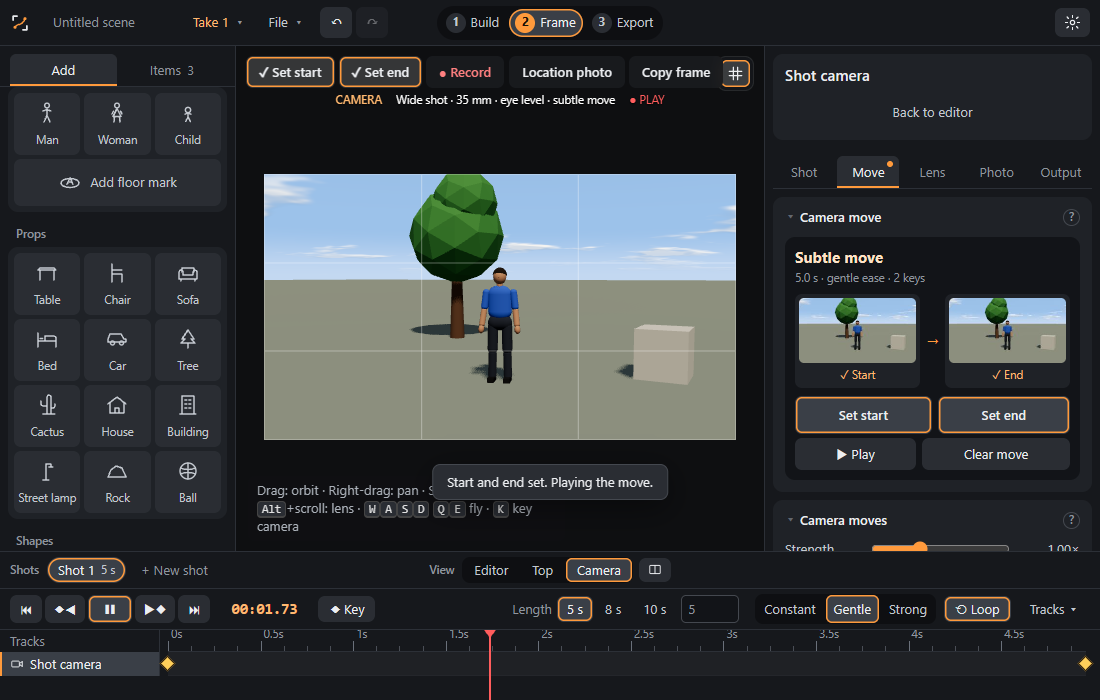 Untitled scene
Take 1
File
1 Build
2 Frame
3 Export
Add
Items 3
Man
Woman
Child
Add floor mark
Props
Table
Chair
Sofa
Bed
Car
Tree
Cactus
House
Building
Street lamp
Rock
Ball
Shapes
✓ Set start
✓ Set end
● Record
Location photo
Copy frame
CAMERA Wide shot · 35 mm · eye level · subtle move ● PLAY
Start and end set. Playing the move.
Drag: orbit · Right-drag: pan · S
Alt +scroll: lens · W A S D Q E fly · K key
camera
Shot camera
Back to editor
Shot
Move
Lens
Photo
Output
Camera move
?
Subtle move
5.0 s · gentle ease · 2 keys
✓ Start
→
✓ End
Set start
Set end
▶ Play
Clear move
Camera moves
?
Strength
1.00×
Shots
Shot 1 5 s
+ New shot
View
Editor
Top
Camera
00:01.73
◆ Key
Length
5 s
8 s
10 s
5
Constant
Gentle
Strong
Loop
Tracks
Tracks
0s
0.5s
1s
1.5s
2s
2.5s
3s
3.5s
4s
4.5s
Shot camera